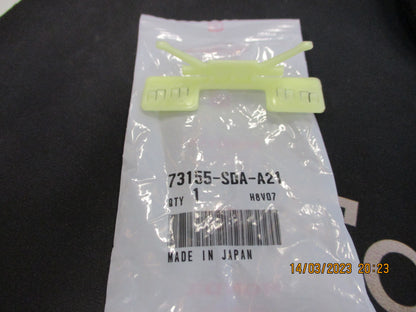 73155-SDA-A21
QTY 1 H8V07
MADE IN JAPAN
14/03/2023 20:23